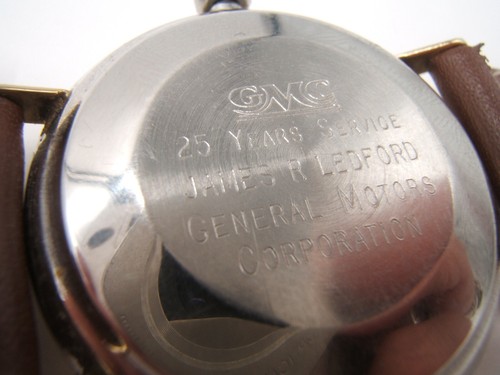 GMC
25 YEARS SERVICE
JAMES R LEDFORD
GENERAL MOTORS
CORPORATION